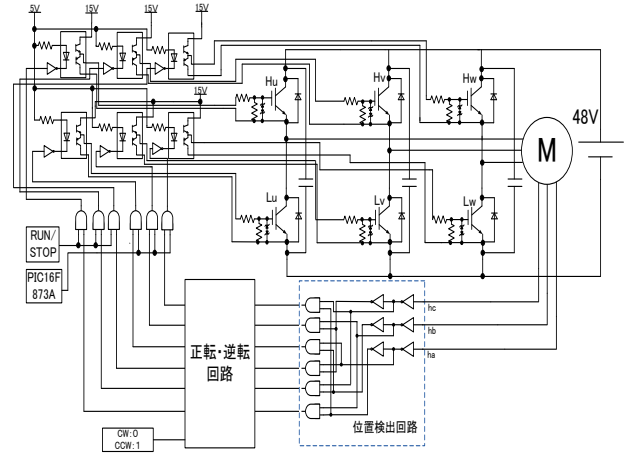 5V 15V 15V 15V
15V
Hu Hv Hw
48V
M
Lu Lv Lw
RUN/
STOP
PIC16F
873A
hc
hb
ha
正転・逆転
回路
位置検出回路
CW:0
CCW:1